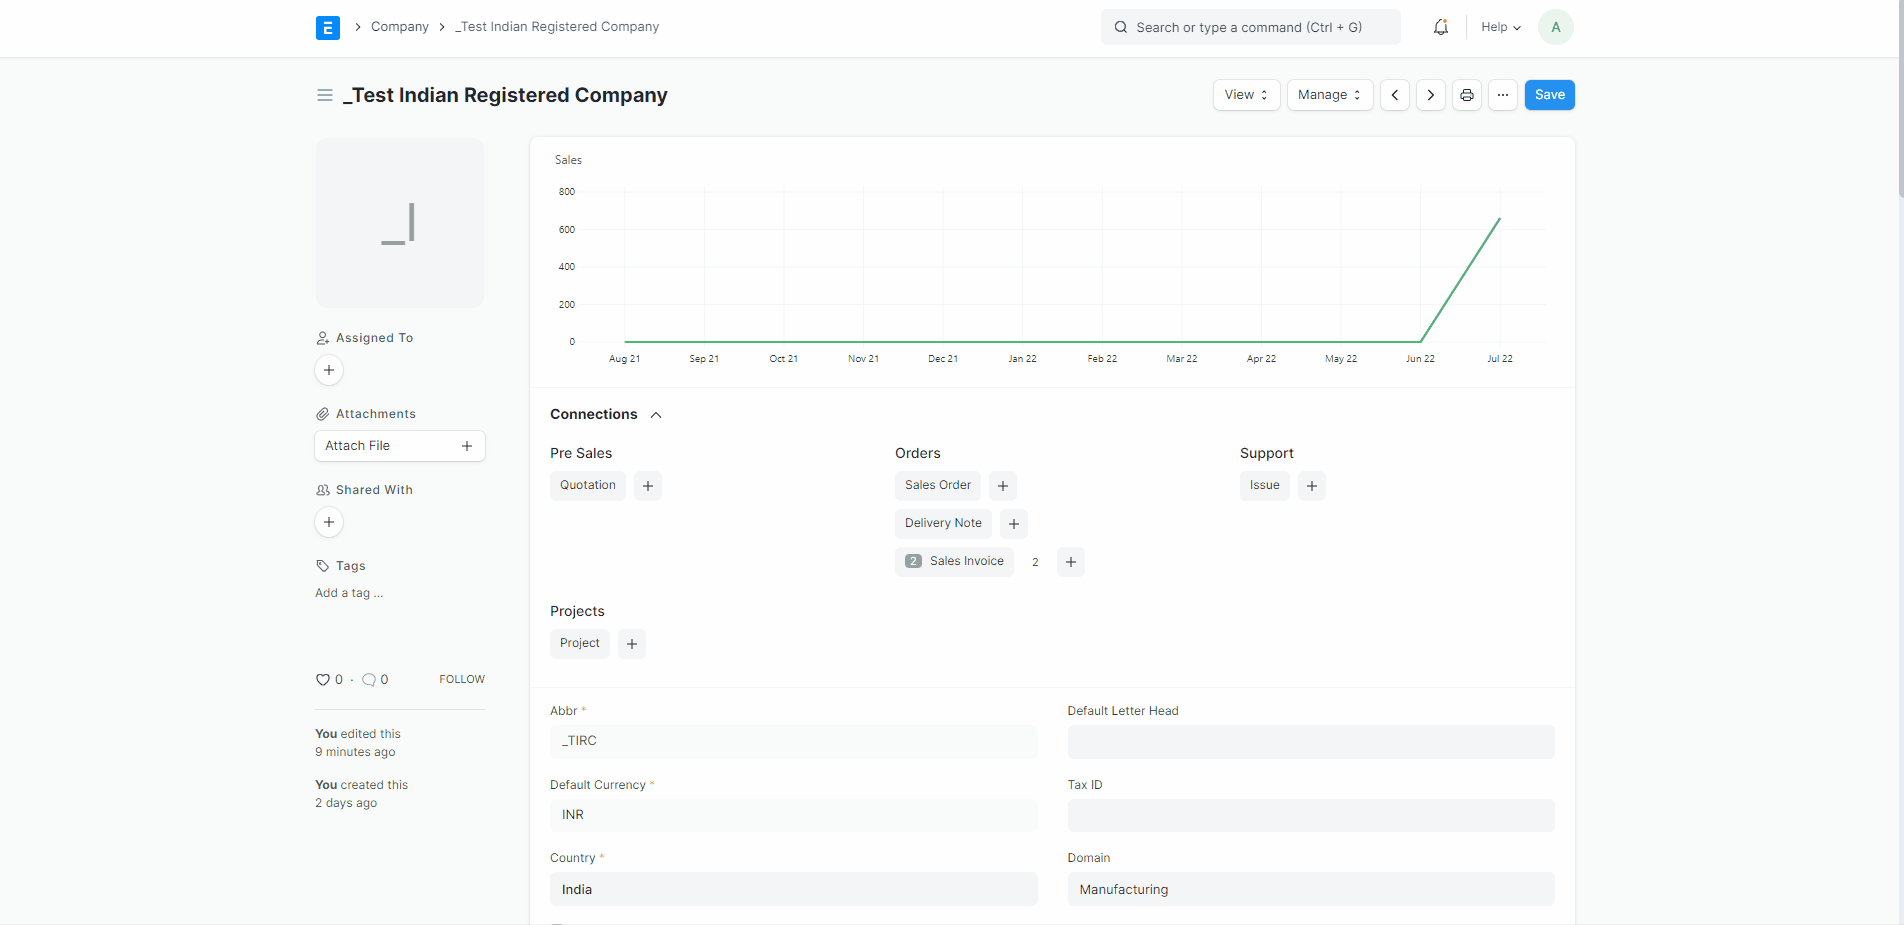 E
Company
_Test Indian Registered Company
Search or type a command (Ctrl + G)
Help
A
_Test Indian Registered Company
View
Manage
Save
_I
Assigned To
Attachments
Attach File
Shared With
Tags
Add a tag ...
0 · 0
FOLLOW
You edited this
9 minutes ago
You created this
2 days ago
Sales
800
600
400
200
0
Aug 21 Sep 21 Oct 21 Nov 21 Dec 21 Jan 22 Feb 22 Mar 22 Apr 22 May 22 Jun 22 Jul 22
Connections
Pre Sales
Quotation
Orders
Sales Order
Delivery Note
2 Sales Invoice 2
Support
Issue
Projects
Project
Abbr *
_TIRC
Default Letter Head
Default Currency *
INR
Tax ID
Country *
India
Domain
Manufacturing